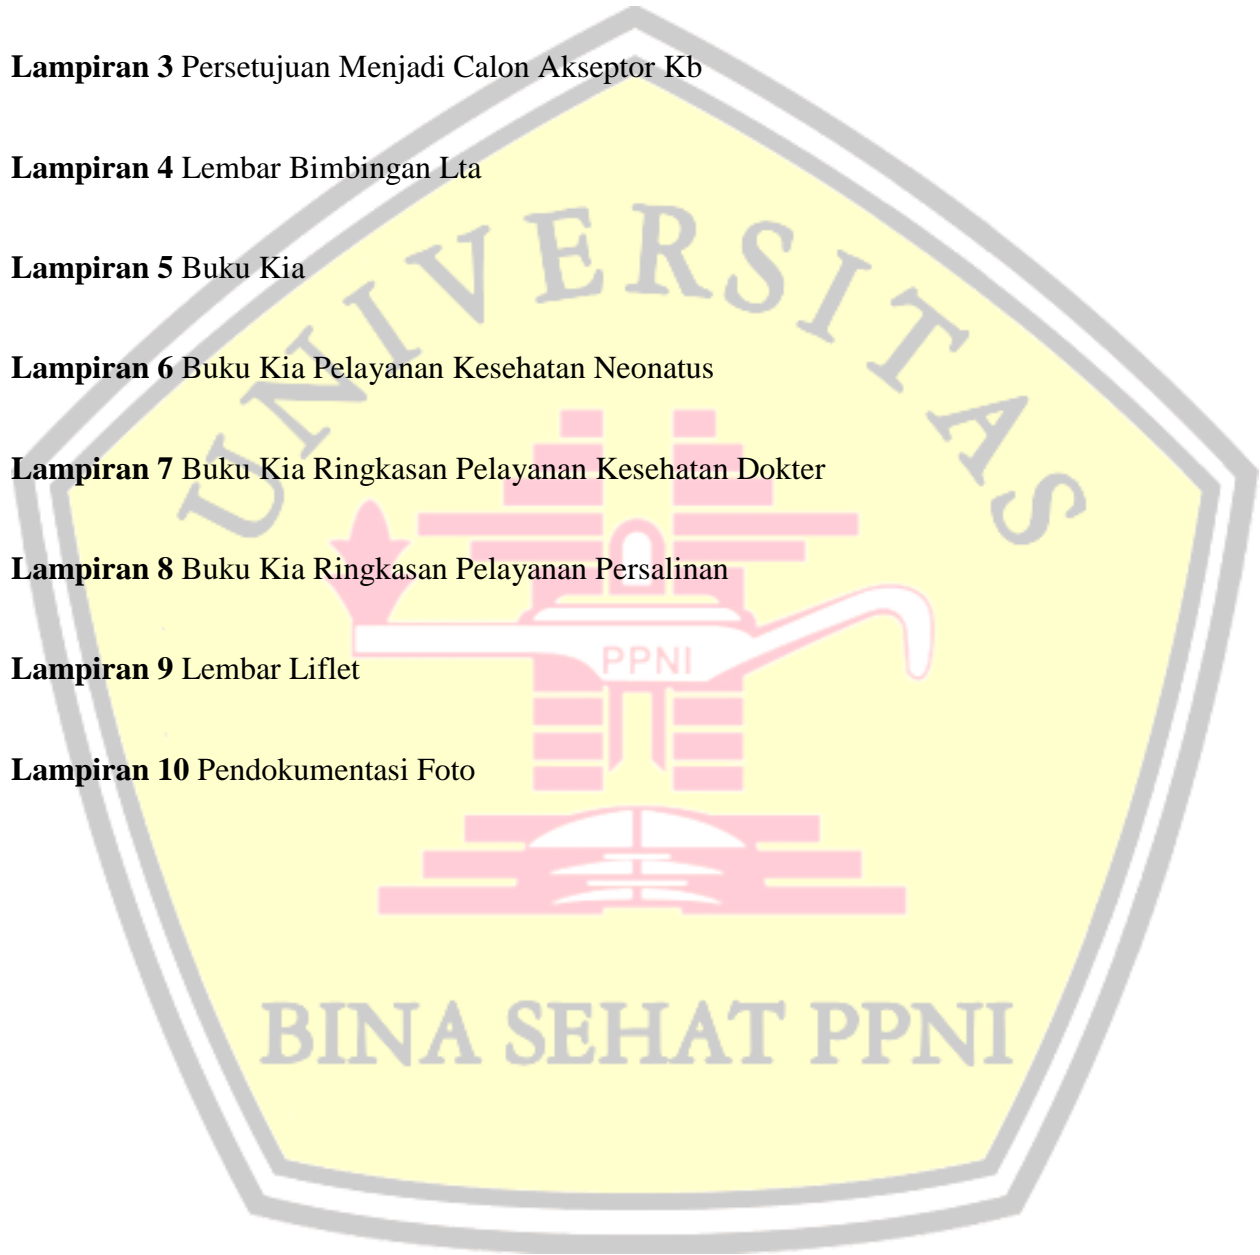 Lampiran 3 Persetujuan Menjadi Calon Akseptor Kb
Lampiran 4 Lembar Bimbingan Lta
Lampiran 5 Buku Kia
Lampiran 6 Buku Kia Pelayanan Kesehatan Neonatus
Lampiran 7 Buku Kia Ringkasan Pelayanan Kesehatan Dokter
Lampiran 8 Buku Kia Ringkasan Pelayanan Persalinan
Lampiran 9 Lembar Liflet
Lampiran 10 Pendokumentasi Foto
UNIVERSITAS
PPNI
BINA SEHAT PPNI